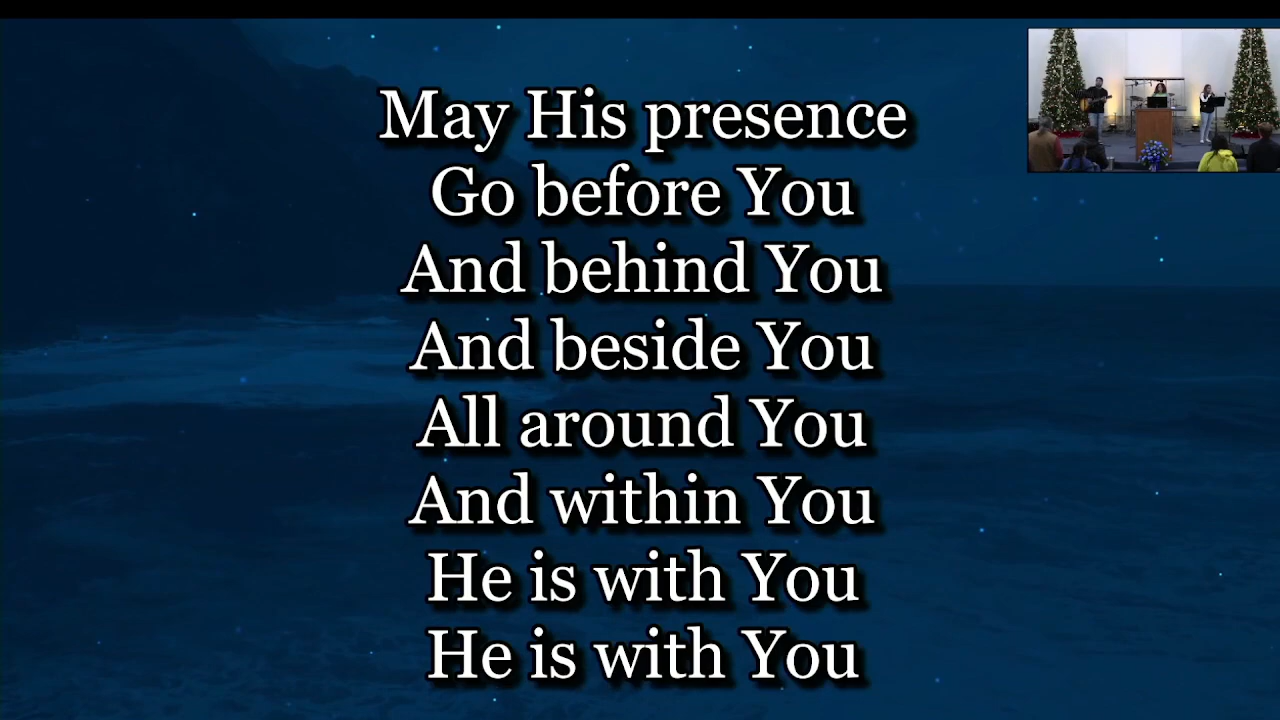 May His presence
Go before You
And behind You
And beside You
All around You
And within You
He is with You
He is with You